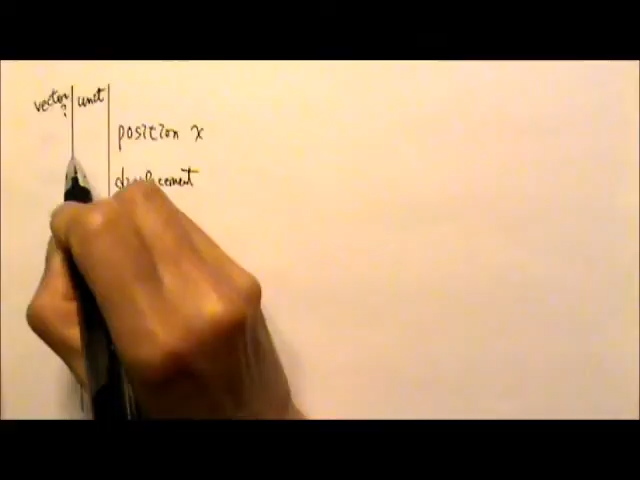 vector unit
?
position x
displacement